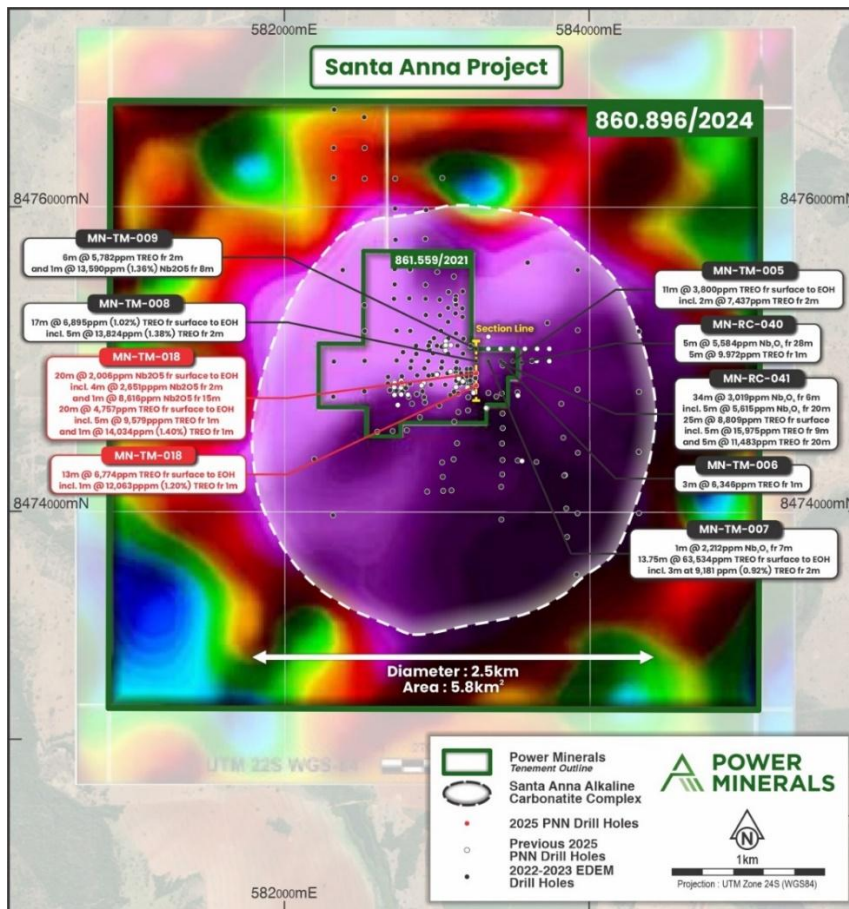 582000mE
584000mE
Santa Anna Project
860.896/2024
8476000mN
8476000mN
MN-TM-009
6m @ 5,782ppm TREO fr 2m
and 1m @ 13,590ppm (1.36%) Nb2O5 fr 8m
861.559/2021
MN-TM-005
11m @ 3,800ppm TREO fr surface to EOH
incl. 2m @ 7,437ppm TREO fr 2m
MN-TM-008
17m @ 6,895ppm (1.02%) TREO fr surface to EOH
incl. 5m @ 13,824ppm (1.38%) TREO fr 2m
Section Line
MN-RC-040
5m @ 5,584ppm Nb₂O, fr 28m
5m @ 9.972ppm TREO fr 1m
MN-TM-018
20m @ 2,006ppm Nb2O5 fr surface to EOH
incl. 4m @ 2,651pppm Nb2O5 fr 2m
and 1m @ 8,616ppm Nb2O5 fr 15m
20m @ 4,757ppm TREO fr surface to EOH
incl. 5m @ 9,579ppm TREO fr 1m
and 1m @ 14,034ppm (1.40%) TREO fr 1m
MN-RC-041
34m @ 3,019ppm Nb₂O, fr 6m
incl. 5m @ 5,615ppm Nb₂O, fr 20m
25m @ 8,809ppm TREO fr surface
incl. 5m @ 15,975ppm TREO fr 9m
and 5m @ 11,483ppm TREO fr 20m
MN-TM-018
13m @ 6,774ppm TREO fr surface to EOH
incl. 1m @ 12,063pppm (1.20%) TREO fr 1m
MN-TM-006
3m @ 6,346ppm TREO fr 1m
8474000mN
8474000mN
MN-TM-007
1m @ 2,212ppm Nb₂O, fr 7m
13.75m @ 63,534ppm TREO fr surface to EOH
incl. 3m at 9,181 ppm (0.92%) TREO fr 2m
Diameter : 2.5km
Area : 5.8km²
UTM 22S WGS-84
Power Minerals
Tenement Outline
Santa Anna Alkaline
Carbonatite Complex
2025 PNN Drill Holes
Previous 2025
PNN Drill Holes
2022-2023 EDEM
Drill Holes
POWER
MINERALS
N
1km
Projection : UTM Zone 24S (WGS84)
582000mE